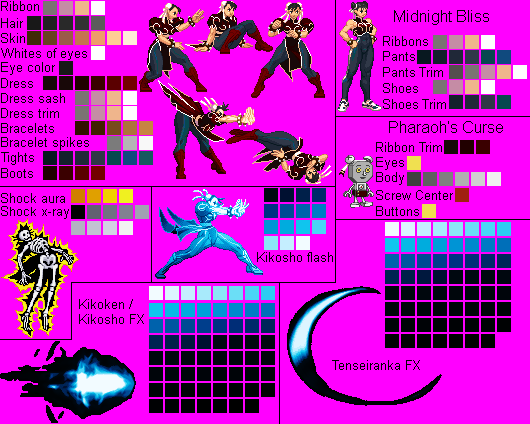 Ribbon
Hair
Skin
Whites of eyes
Eye color
Dress
Dress sash
Dress trim
Bracelets
Bracelet spikes
Tights
Boots
Shock aura
Shock x-ray
Kikosho flash
Kikoken /
Kikosho FX
Tenseiranka FX
Midnight Bliss
Ribbons
Pants
Pants Trim
Shoes
Shoes Trim
Pharaoh's Curse
Ribbon Trim
Eyes
Body
Screw Center
Buttons